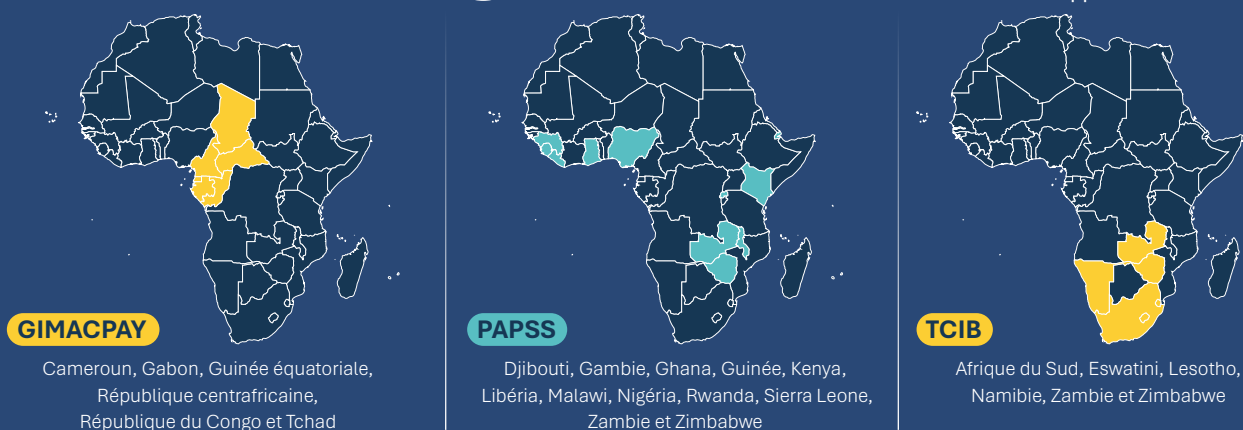 GIMACPAY
Cameroun, Gabon, Guinée équatoriale,
République centrafricaine,
République du Congo et Tchad
PAPSS
Djibouti, Gambie, Ghana, Guinée, Kenya,
Libéria, Malawi, Nigéria, Rwanda, Sierra Leone,
Zambie et Zimbabwe
TCIB
Afrique du Sud, Eswatini, Lesotho,
Namibie, Zambie et Zimbabwe